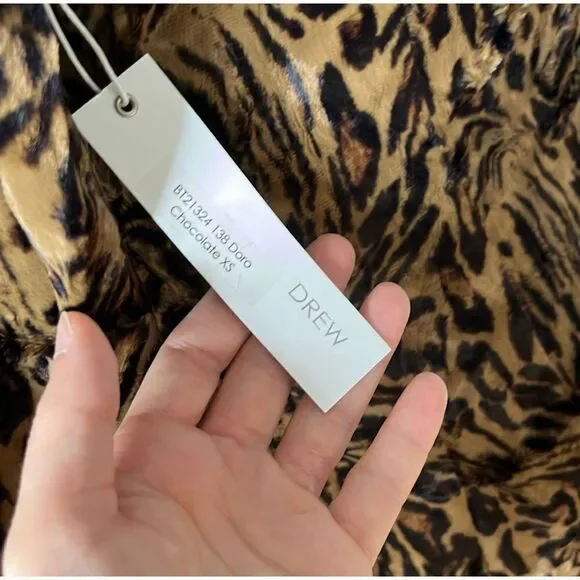 BT21324 138 Doro
Chocolate XS
DREW